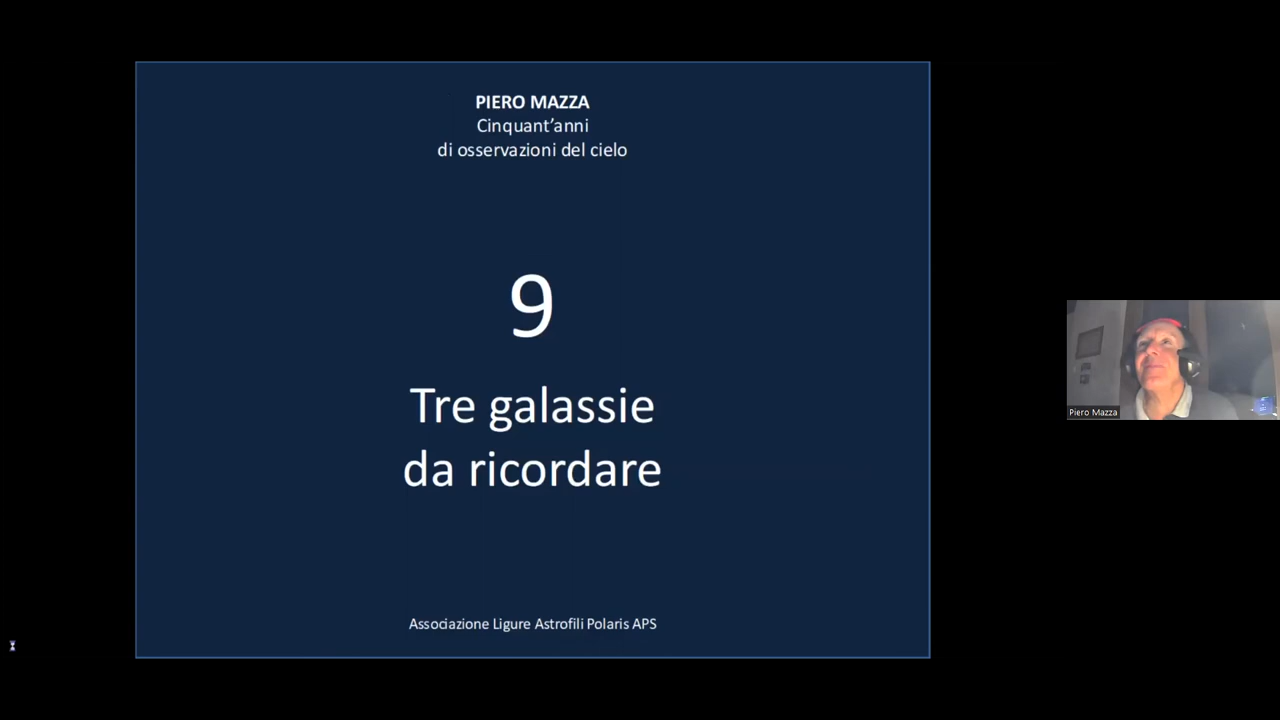 PIERO MAZZA
Cinquant’anni
di osservazioni del cielo
9
Tre galassie
da ricordare
Associazione Ligure Astrofili Polaris APS
Piero Mazza